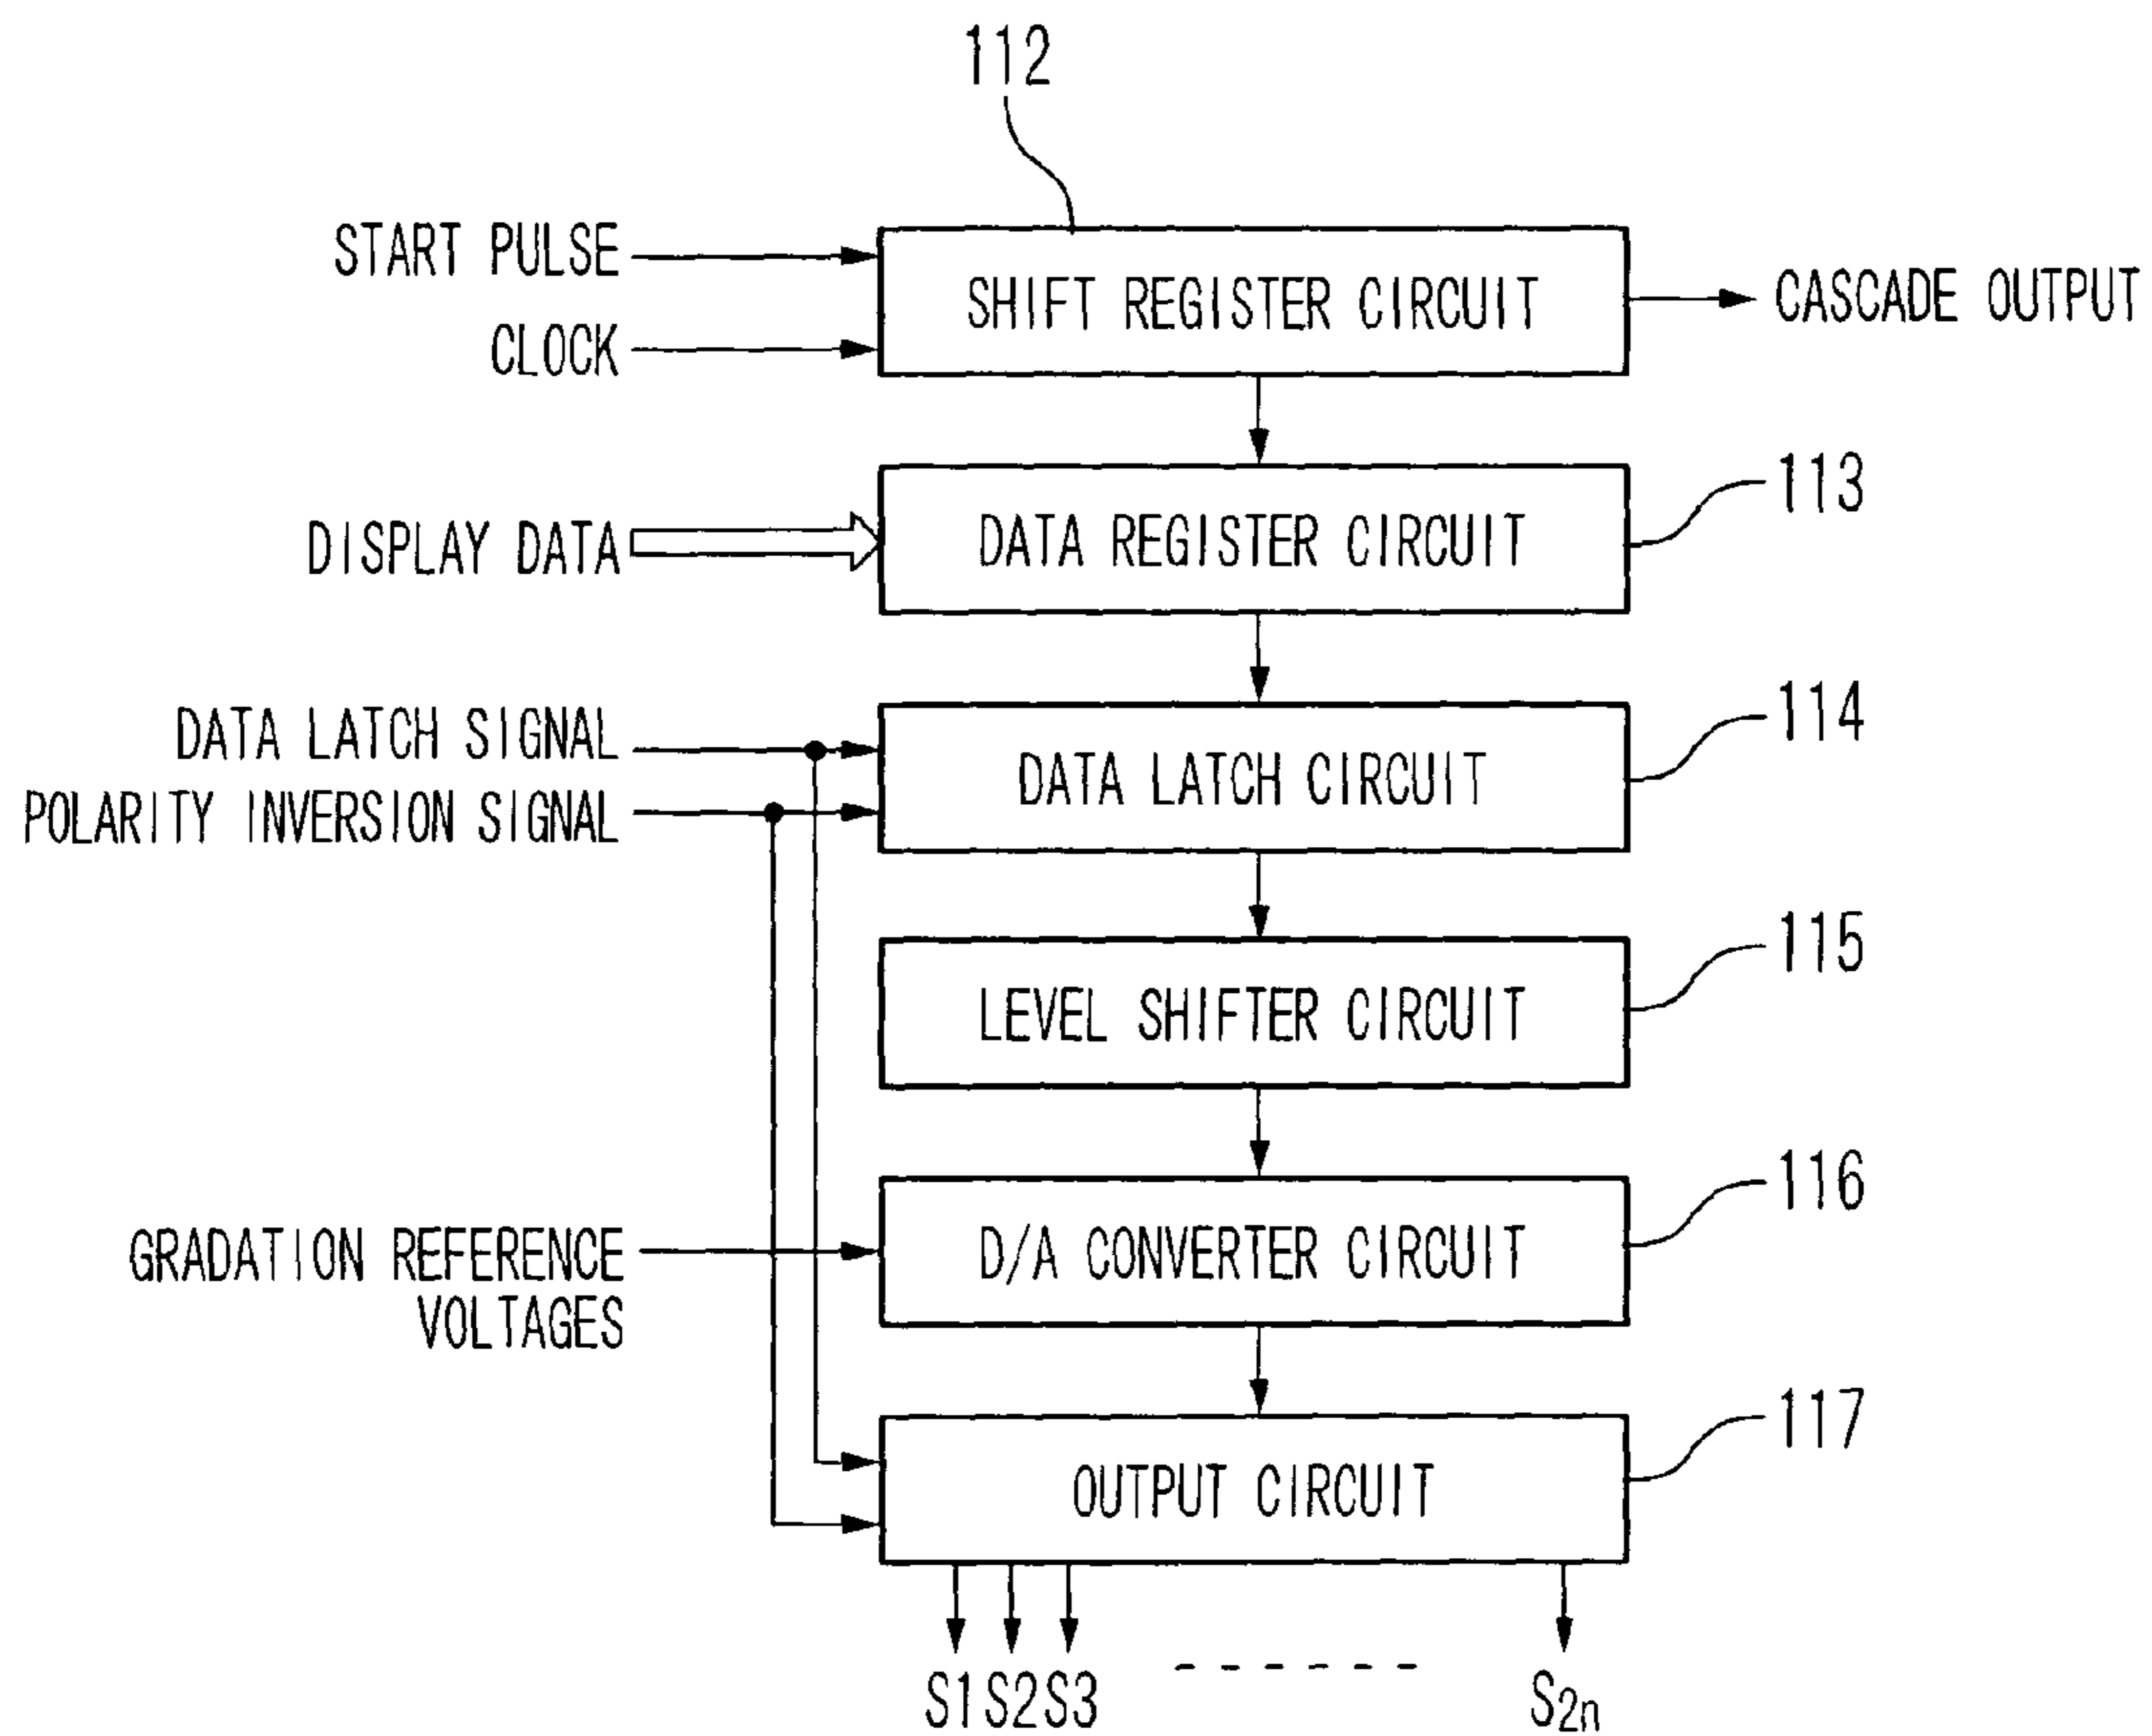 112
START PULSE
SHIFT REGISTER CIRCUIT
CASCADE OUTPUT
CLOCK
113
DISPLAY DATA
DATA REGISTER CIRCUIT
114
DATA LATCH SIGNAL
DATA LATCH CIRCUIT
POLARITY INVERSION SIGNAL
115
LEVEL SHIFTER CIRCUIT
116
GRADATION REFERENCE
VOLTAGES
D/A CONVERTER CIRCUIT
117
OUTPUT CIRCUIT
S1 S2 S3 ------ S2n